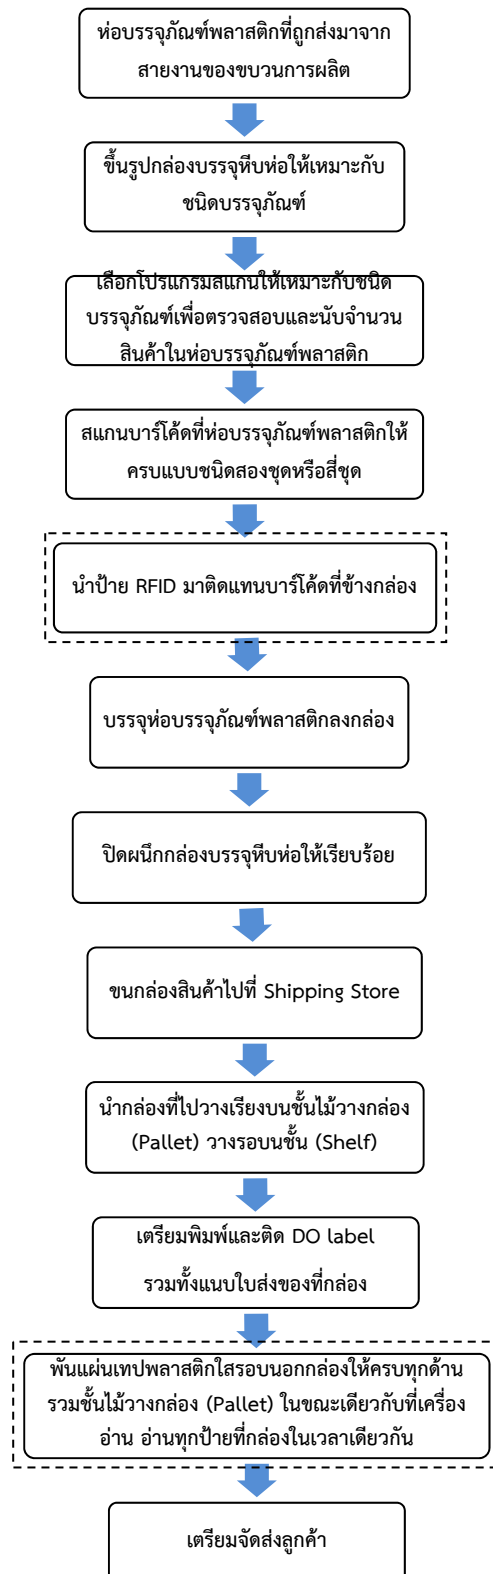 ห่อบรรจุภัณฑ์พลาสติกที่ถูกส่งมาจาก
สายงานของขบวนการผลิต
ขึ้นรูปกล่องบรรจุหีบห่อให้เหมาะกับ
ชนิดบรรจุภัณฑ์
เลือกโปรแกรมสแกนให้เหมาะกับชนิด
บรรจุภัณฑ์เพื่อตรวจสอบและนับจำนวน
สินค้าในห่อบรรจุภัณฑ์พลาสติก
สแกนบาร์โค้ดที่ห่อบรรจุภัณฑ์พลาสติกให้
ครบแบบชนิดสองชุดหรือสี่ชุด
นำป้าย RFID มาติดแทนบาร์โค้ดที่ข้างกล่อง
บรรจุห่อบรรจุภัณฑ์พลาสติกลงกล่อง
ปิดผนึกกล่องบรรจุหีบห่อให้เรียบร้อย
ขนกล่องสินค้าไปที่ Shipping Store
นำกล่องที่ไปวางเรียงบนชั้นไม้วางกล่อง
(Pallet) วางรอบนชั้น (Shelf)
เตรียมพิมพ์และติด DO label
รวมทั้งแนบใบส่งของที่กล่อง
พันแผ่นเทปพลาสติกใสรอบนอกกล่องให้ครบทุกด้าน
รวมชั้นไม้วางกล่อง (Pallet) ในขณะเดียวกับที่เครื่อง
อ่าน อ่านทุกป้ายที่กล่องในเวลาเดียวกัน
เตรียมจัดส่งลูกค้า